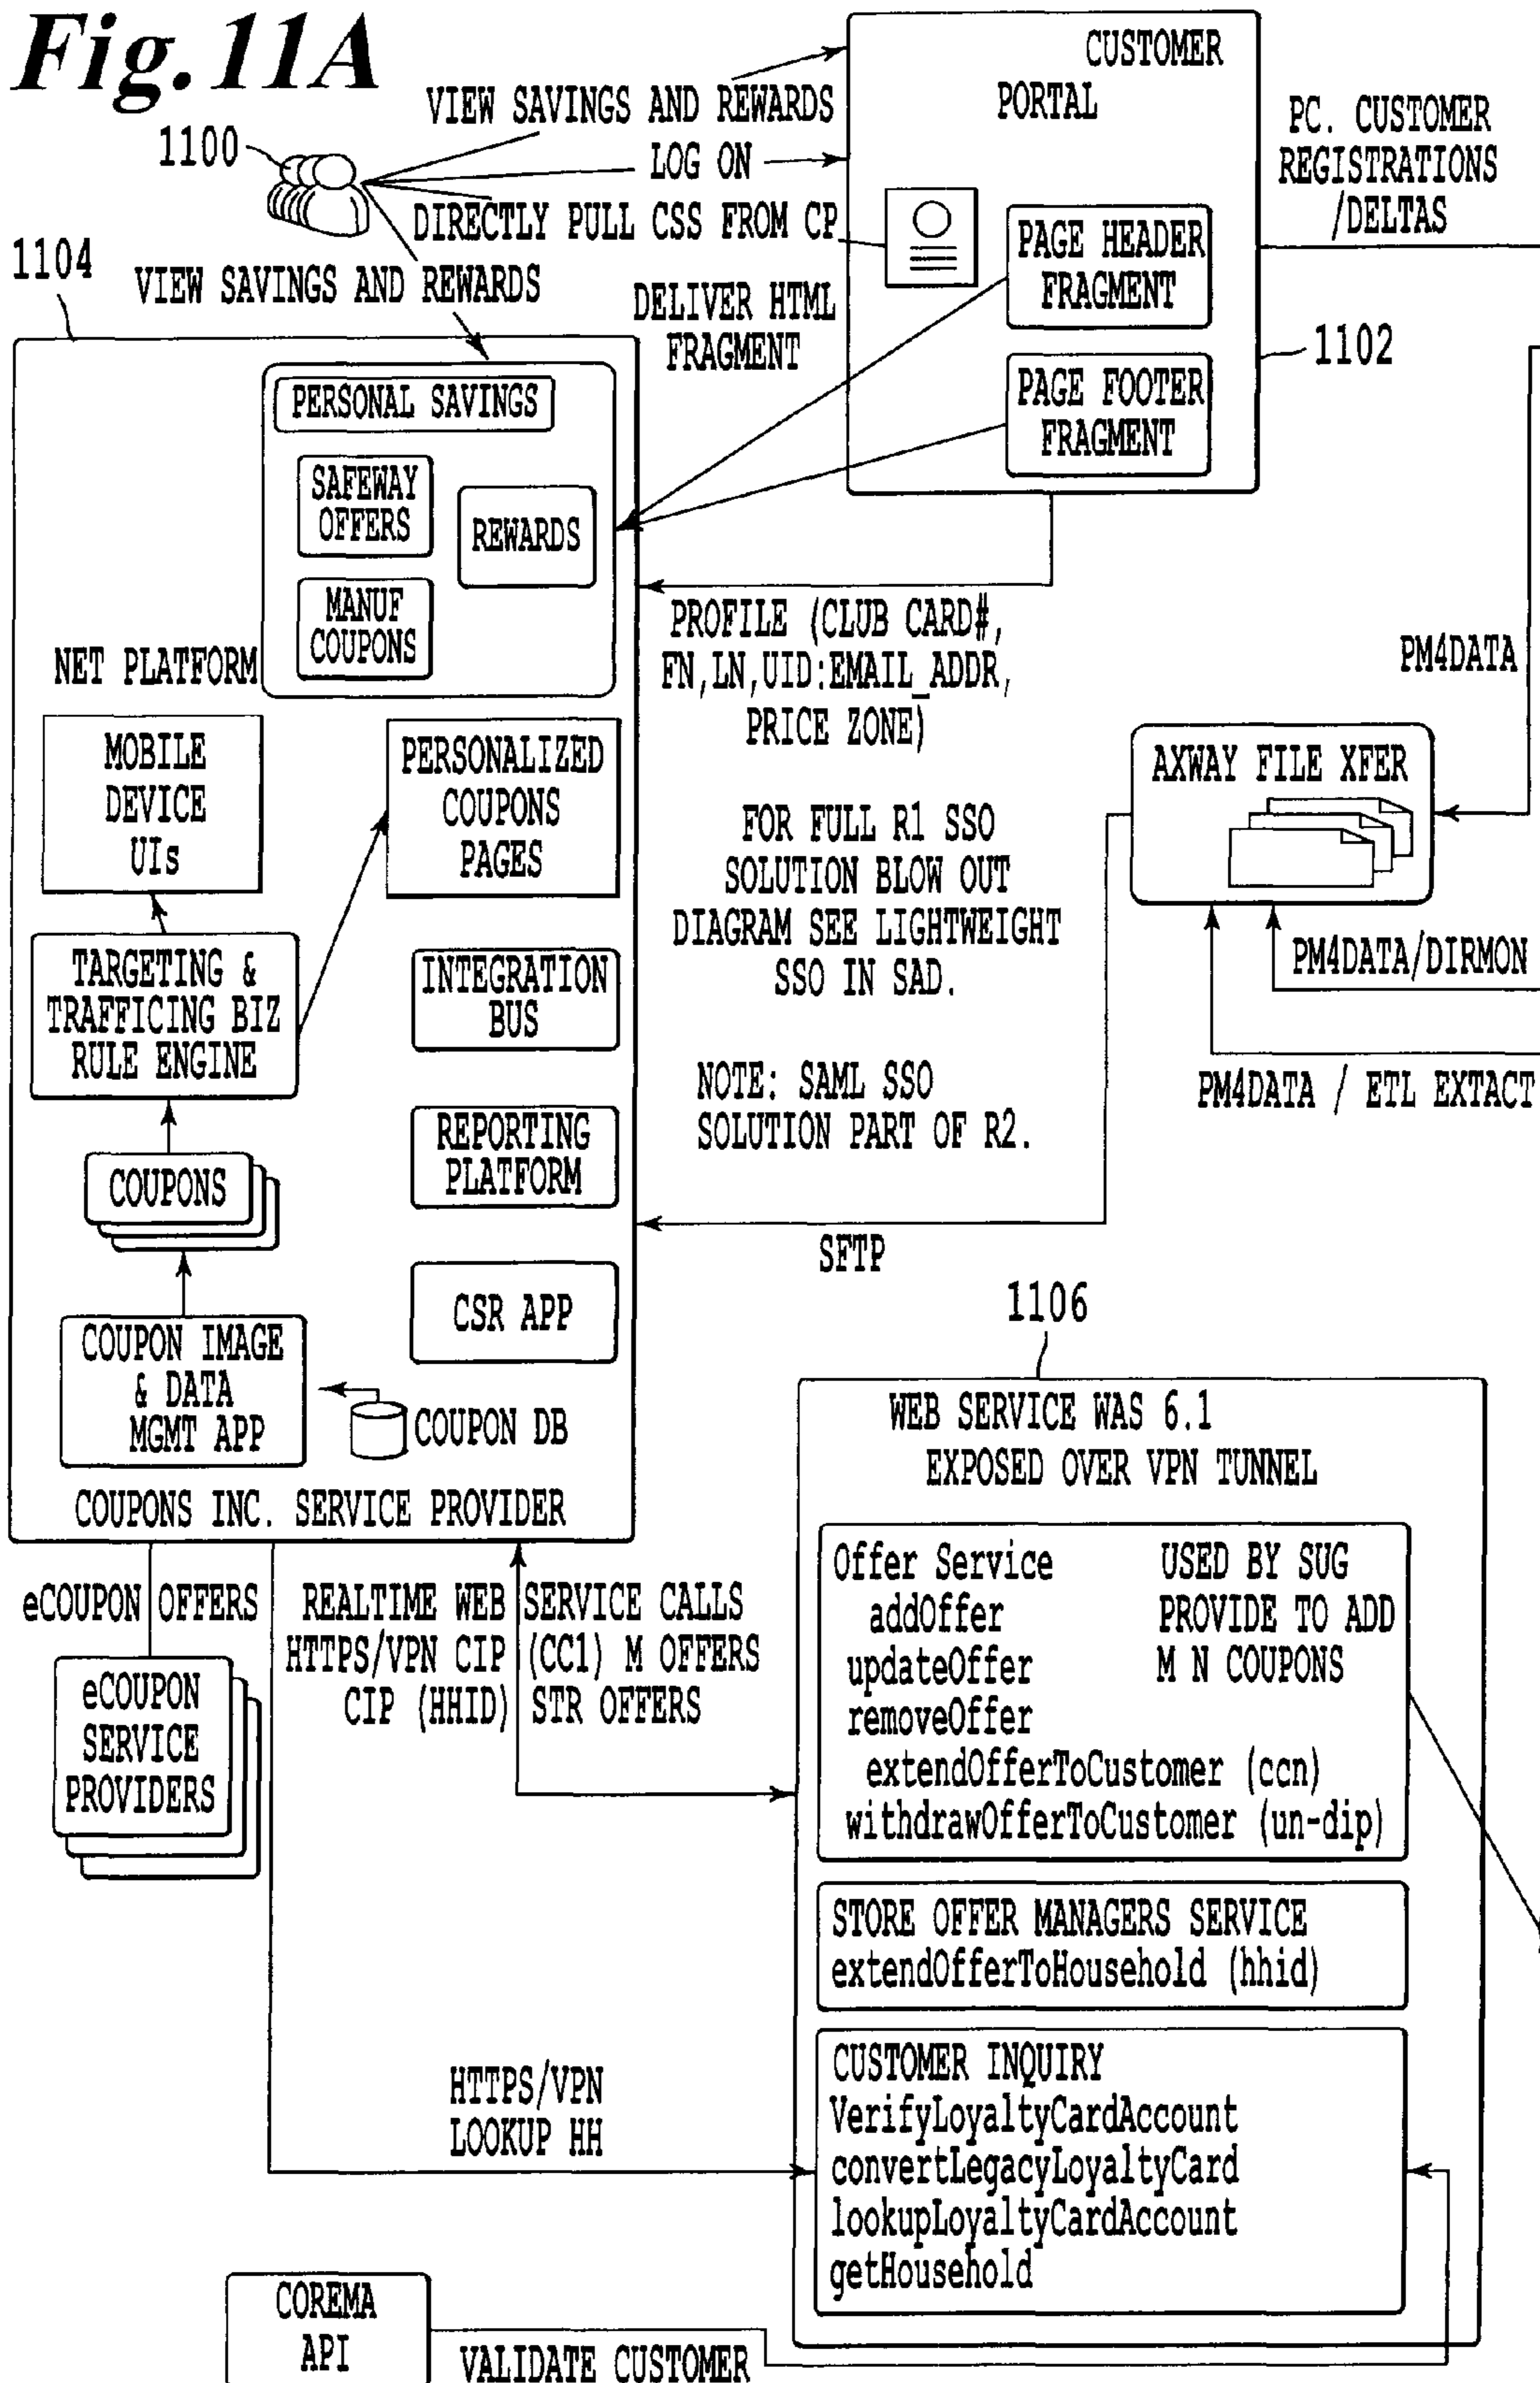 Fig. 11A
CUSTOMER
PORTAL
VIEW SAVINGS AND REWARDS
1100
LOG ON
DIRECTLY PULL CSS FROM CP
PC. CUSTOMER
REGISTRATIONS
/DELTAS
PAGE HEADER
FRAGMENT
1104
VIEW SAVINGS AND REWARDS
DELIVER HTML
FRAGMENT
1102
PAGE FOOTER
FRAGMENT
PERSONAL SAVINGS
SAFEWAY
OFFERS
REWARDS
MANUF
COUPONS
NET PLATFORM
PROFILE (CLUB CARD#,
FN,LN,UID:EMAIL_ADDR,
PRICE ZONE)
PM4DATA
MOBILE
DEVICE
UIs
PERSONALIZED
COUPONS
PAGES
AXWAY FILE XFER
FOR FULL R1 SSO
SOLUTION BLOW OUT
DIAGRAM SEE LIGHTWEIGHT
SSO IN SAD.
TARGETING &
TRAFFICING BIZ
RULE ENGINE
INTEGRATION
BUS
PM4DATA/DIRMON
NOTE: SAML SSO
SOLUTION PART OF R2.
PM4DATA / ETL EXTACT
REPORTING
PLATFORM
COUPONS
SFTP
CSR APP
1106
COUPON IMAGE
& DATA
MGMT APP
COUPON DB
COUPONS INC. SERVICE PROVIDER
WEB SERVICE WAS 6.1
EXPOSED OVER VPN TUNNEL
eCOUPON OFFERS
REALTIME WEB SERVICE CALLS
HTTPS/VPN CIP (CC1) M OFFERS
CIP (HHID) STR OFFERS
eCOUPON
SERVICE
PROVIDERS
Offer Service
addOffer
updateOffer
removeOffer
extendOfferToCustomer (ccn)
withdrawOfferToCustomer (un-dip)
USED BY SUG
PROVIDE TO ADD
M N COUPONS
STORE OFFER MANAGERS SERVICE
extendOfferToHousehold (hhid)
HTTPS/VPN
LOOKUP HH
CUSTOMER INQUIRY
VerifyLoyaltyCardAccount
convertLegacyLoyaltyCard
lookupLoyaltyCardAccount
getHousehold
COREMA
API
VALIDATE CUSTOMER